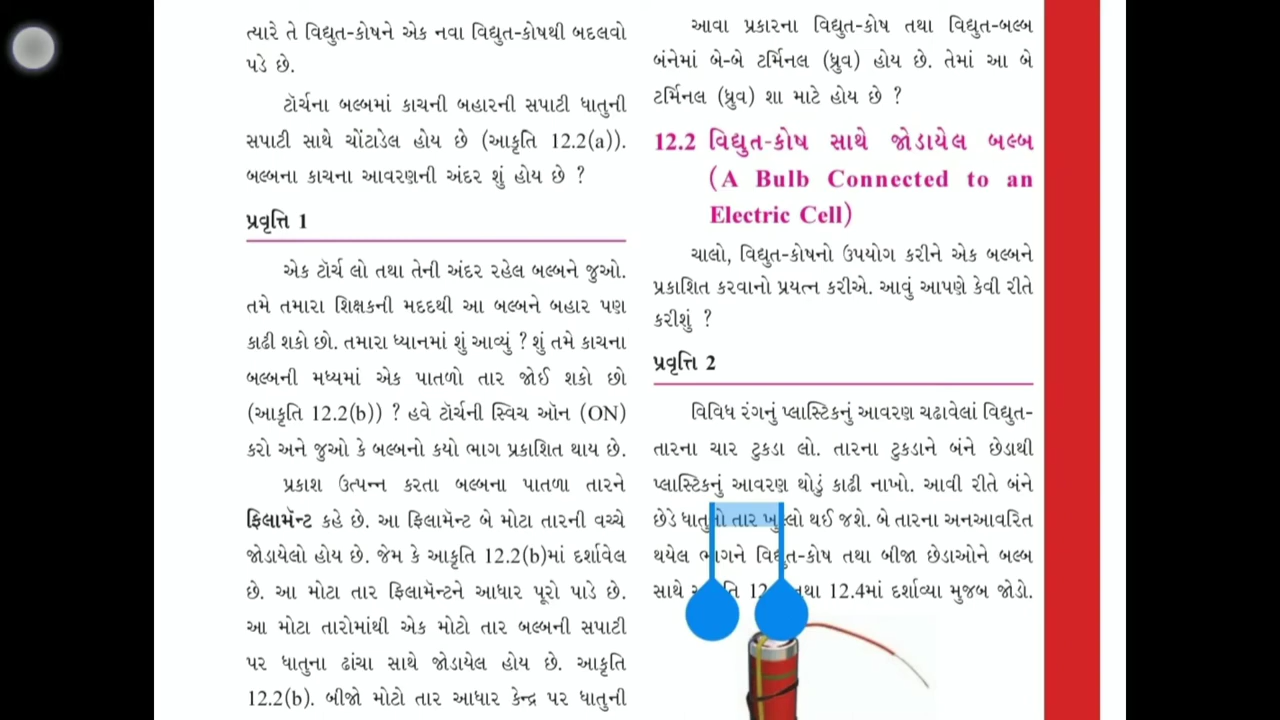 ત્યારે તે વિદ્યુત-કોષને એક નવા વિદ્યુત-કોષથી બદલવો
પડે છે.
ટૉર્ચના બલ્બમાં કાચની બહારની સપાટી ધાતુની
સપાટી સાથે ચોંટાડેલ હોય છે (આકૃતિ 12.2(a)).
બલ્બના કાચના આવરણની અંદર શું હોય છે ?
પ્રવૃત્તિ 1
એક ટૉર્ચ લો તથા તેની અંદર રહેલ બલ્બને જુઓ.
તમે તમારા શિક્ષકની મદદથી આ બલ્બને બહાર પણ
કાઢી શકો છો. તમારા ધ્યાનમાં શું આવ્યું ? શું તમે કાચના
બલ્બની મધ્યમાં એક પાતળો તાર જોઈ શકો છો
(આકૃતિ 12.2(b)) ? હવે ટૉર્ચની સ્વિચ ઑન (ON)
કરો અને જુઓ કે બલ્બનો કયો ભાગ પ્રકાશિત થાય છે.
પ્રકાશ ઉત્પન્ન કરતા બલ્બના પાતળા તારને
ફિલામૅન્ટ કહે છે. આ ફિલામૅન્ટ બે મોટા તારની વચ્ચે
જોડાયેલો હોય છે. જેમ કે આકૃતિ 12.2(b)માં દર્શાવેલ
છે. આ મોટા તાર ફિલામૅન્ટને આધાર પૂરો પાડે છે.
આ મોટા તારોમાંથી એક મોટો તાર બલ્બની સપાટી
પર ધાતુના ઢાંચા સાથે જોડાયેલ હોય છે. આકૃતિ
12.2(b). બીજો મોટો તાર આધાર કેન્દ્ર પર ધાતુની
આવા પ્રકારના વિદ્યુત-કોષ તથા વિદ્યુત-બલ્બ
બંનેમાં બે-બે ટર્મિનલ (ધ્રુવ) હોય છે. તેમાં આ બે
ટર્મિનલ (ધ્રુવ) શા માટે હોય છે ?
12.2 વિદ્યુત-કોષ સાથે જોડાયેલ બલ્બ
(A Bulb Connected to an
Electric Cell)
ચાલો, વિદ્યુત-કોષનો ઉપયોગ કરીને એક બલ્બને
પ્રકાશિત કરવાનો પ્રયત્ન કરીએ. આવું આપણે કેવી રીતે
કરીશું ?
પ્રવૃત્તિ 2
વિવિધ રંગનું પ્લાસ્ટિકનું આવરણ ચઢાવેલાં વિદ્યુત-
તારના ચાર ટુકડા લો. તારના ટુકડાને બંને છેડાથી
પ્લાસ્ટિકનું આવરણ થોડું કાઢી નાખો. આવી રીતે બંને
છેડે ધાતુનો તાર ખુલ્લો થઈ જશે. બે તારના અનઆવરિત
થયેલ ભાગને વિદ્યુત-કોષ તથા બીજા છેડાઓને બલ્બ
સાથે તથા 12.4માં દર્શાવ્યા મુજબ જોડો.